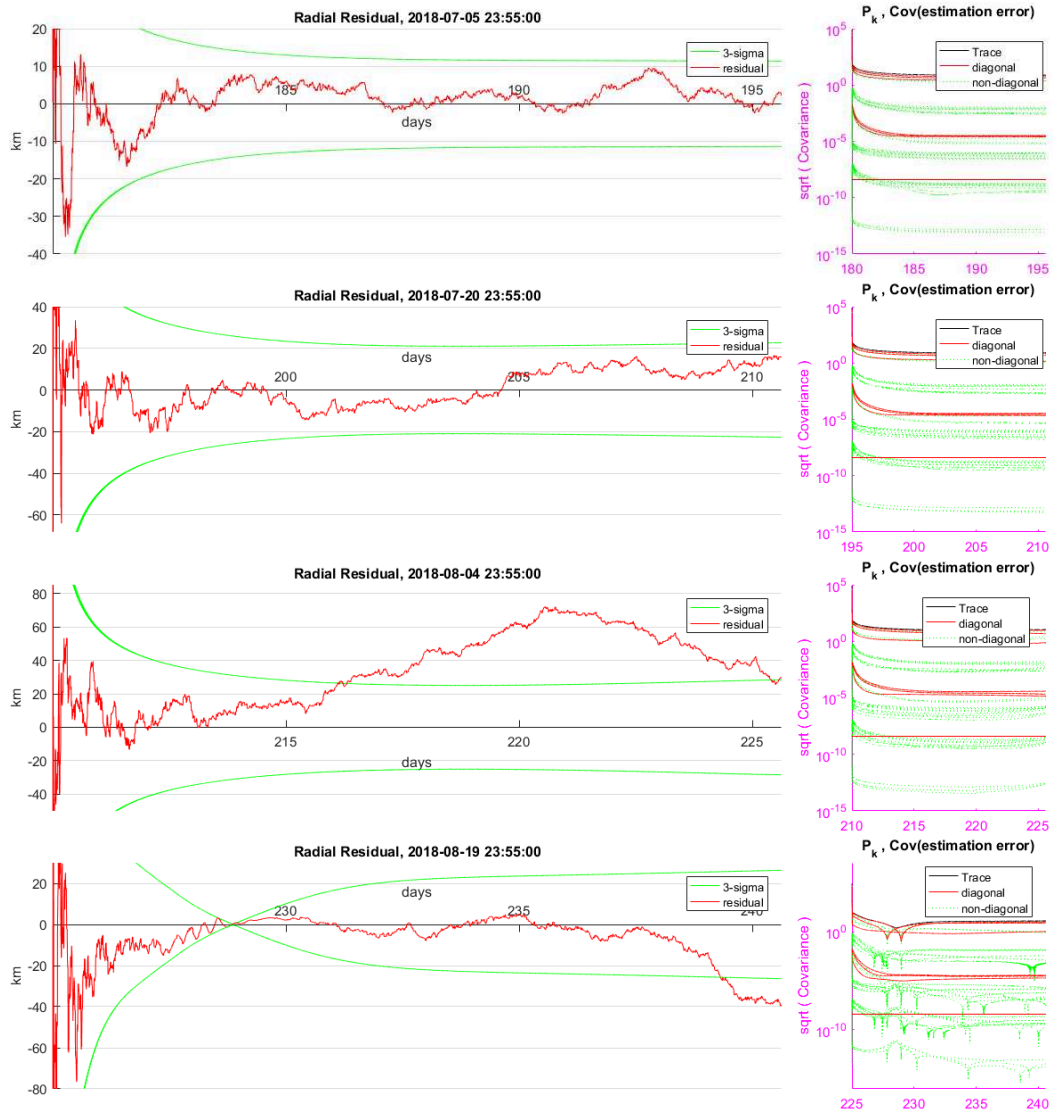 Radial Residual, 2018-07-05 23:55:00
20
10
0
-10
-20
-30
-40
km
185
190
195
days
3-sigma
residual
P_k , Cov(estimation error)
10^5
10^0
10^-5
10^-10
10^-15
sqrt ( Covariance )
180 185 190 195
Trace
diagonal
non-diagonal
Radial Residual, 2018-07-20 23:55:00
40
20
0
-20
-40
-60
km
days
200
205
210
3-sigma
residual
P_k , Cov(estimation error)
10^5
10^0
10^-5
10^-10
10^-15
sqrt ( Covariance )
195 200 205 210
Trace
diagonal
non-diagonal
Radial Residual, 2018-08-04 23:55:00
80
60
40
20
0
-20
-40
km
215
220
225
days
3-sigma
residual
P_k , Cov(estimation error)
10^5
10^0
10^-5
10^-10
10^-15
sqrt ( Covariance )
210 215 220 225
Trace
diagonal
non-diagonal
Radial Residual, 2018-08-19 23:55:00
20
0
-20
-40
-60
-80
km
days
230
235
240
3-sigma
residual
P_k , Cov(estimation error)
10^0
10^-10
sqrt ( Covariance )
225 230 235 240
Trace
diagonal
non-diagonal